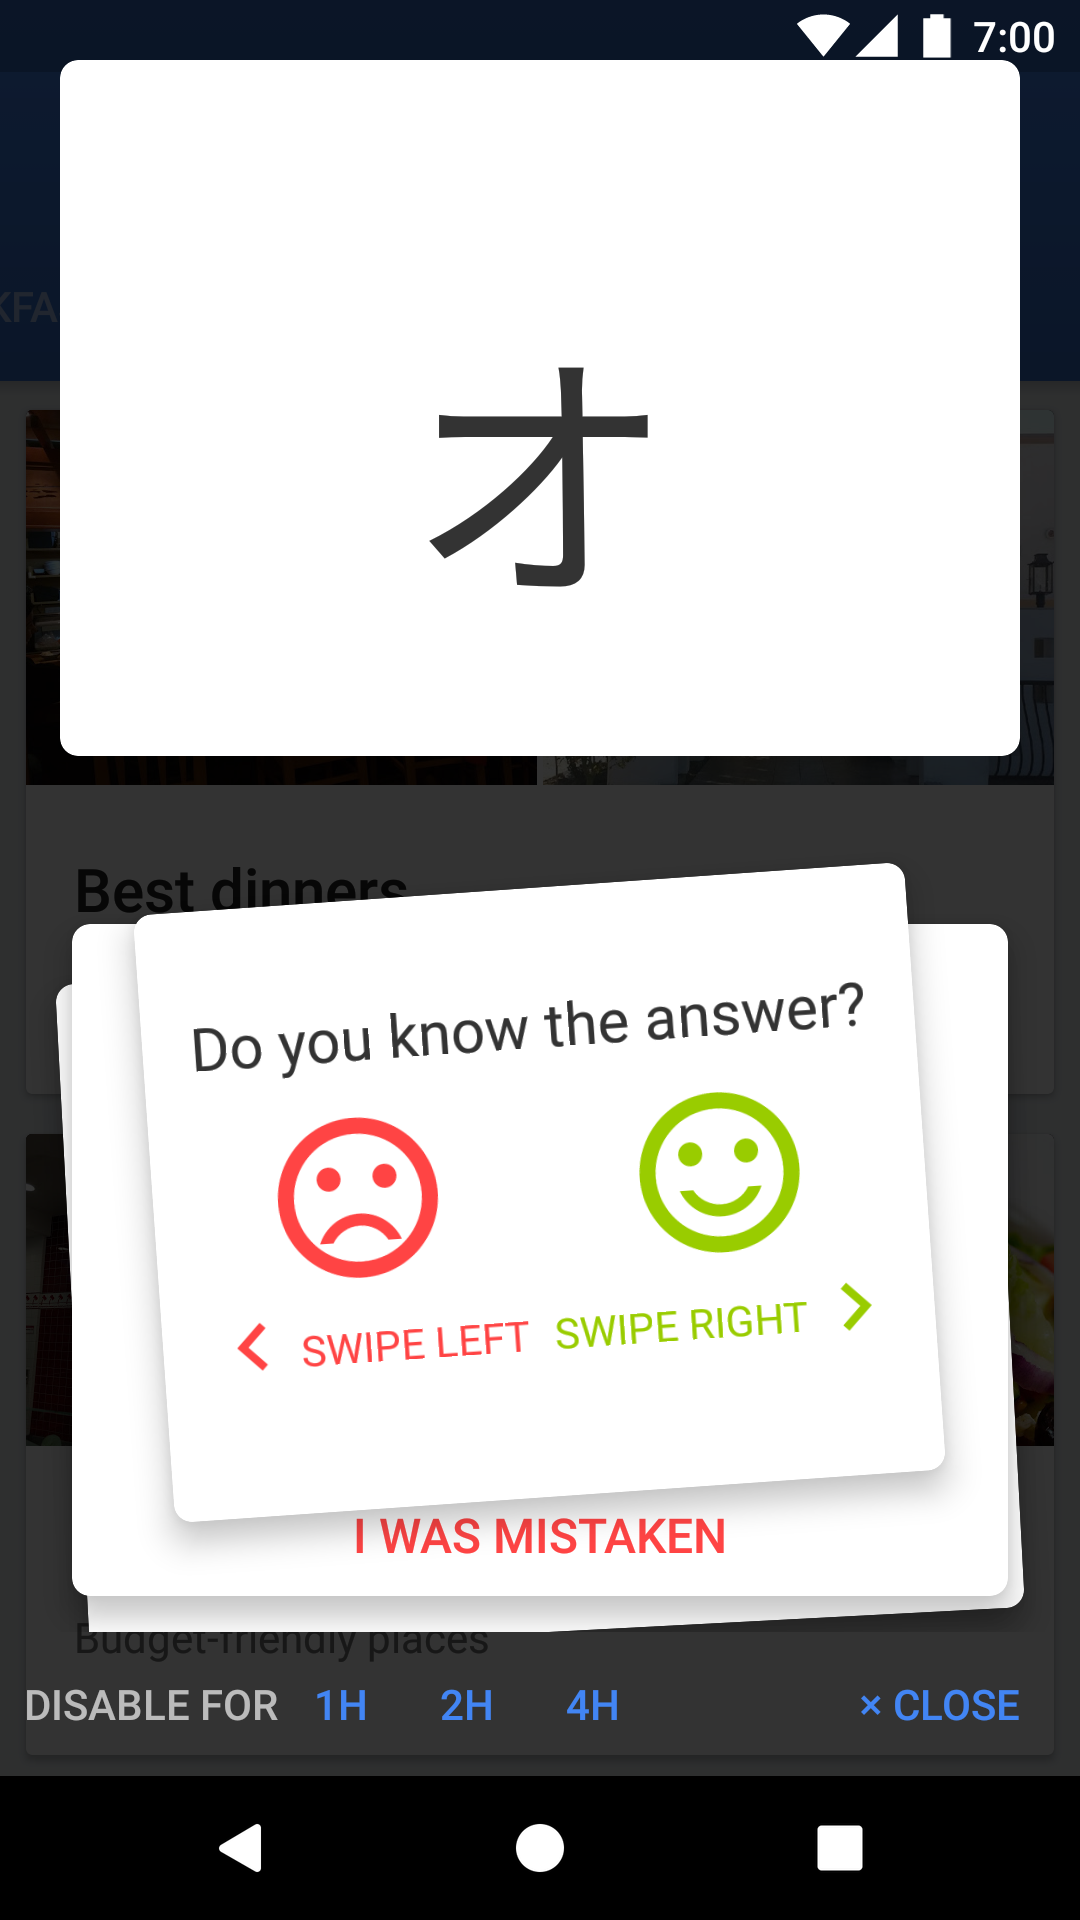 7:00
KFA
オ
Best dinners
Do you know the answer?
SWIPE LEFT SWIPE RIGHT
I WAS MISTAKEN
Budget-friendly places
DISABLE FOR 1H 2H 4H × CLOSE